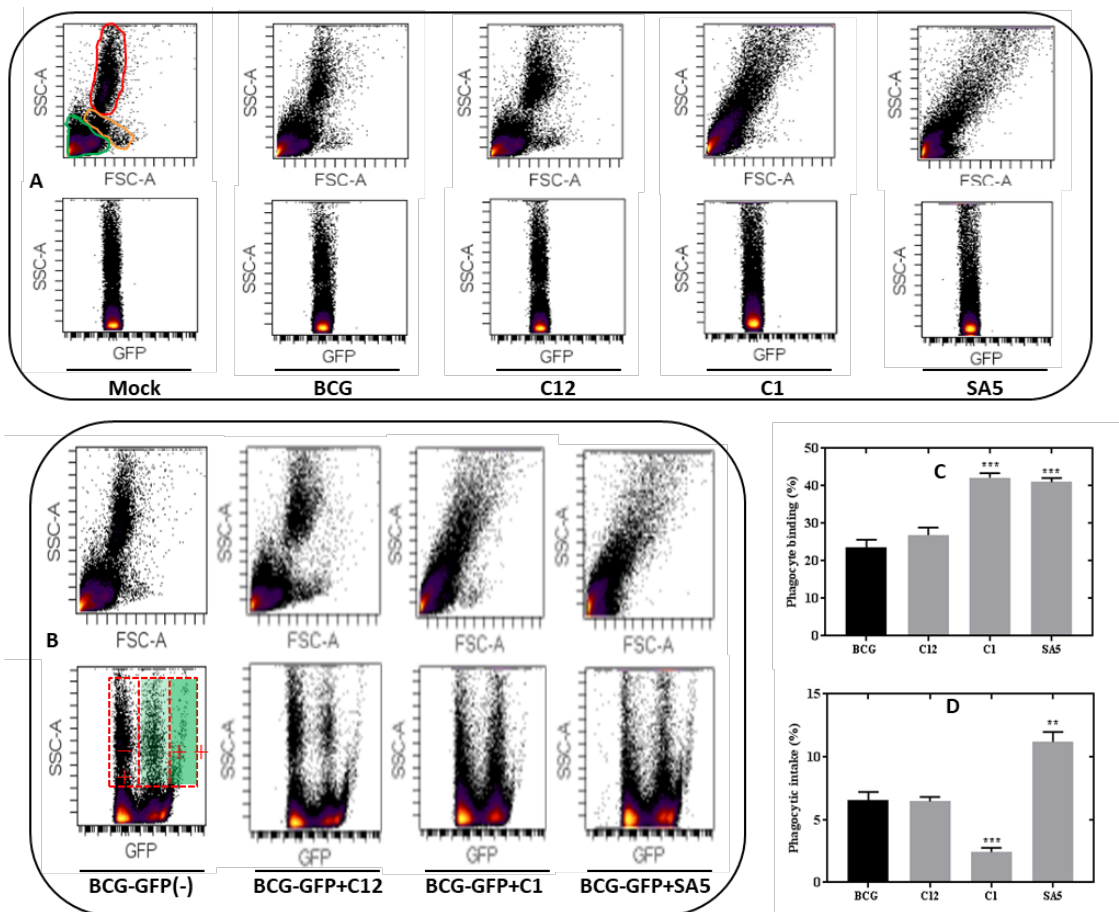 SSC-A
SSC-A
SSC-A
SSC-A
SSC-A
FSC-A
FSC-A
FSC-A
FSC-A
FSC-A
A
SSC-A
SSC-A
SSC-A
SSC-A
SSC-A
GFP
GFP
GFP
GFP
GFP
Mock
BCG
C12
C1
SA5
SSC-A
SSC-A
SSC-A
SSC-A
FSC-A
FSC-A
FSC-A
FSC-A
B
SSC-A
SSC-A
SSC-A
SSC-A
GFP
GFP
GFP
GFP
BCG-GFP(-)
BCG-GFP+C12
BCG-GFP+C1
BCG-GFP+SA5
C
Phagocyte binding (%)
50
40
30
20
10
0
***
***
BCG
C12
C1
SA5
D
Phagocytic intake (%)
15
10
5
0
***
**
BCG
C12
C1
SA5